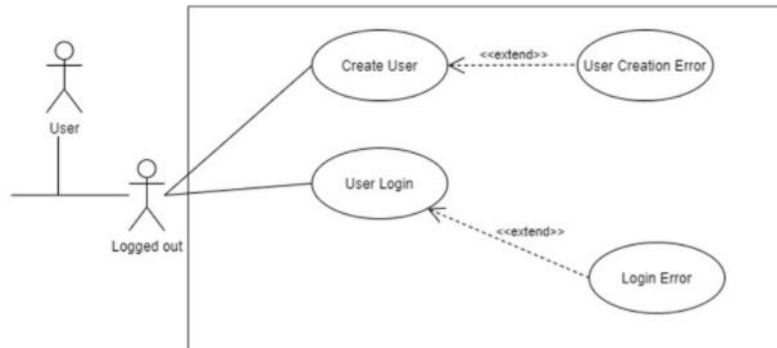 <<extend>>
Create User
User Creation Error
User
User Login
<<extend>>
Logged out
Login Error